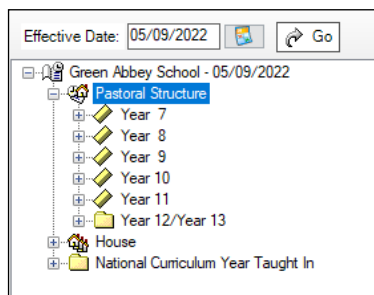 Effective Date: 05/09/2022 Go
Green Abbey School - 05/09/2022
Pastoral Structure
Year 7
Year 8
Year 9
Year 10
Year 11
Year 12/Year 13
House
National Curriculum Year Taught In